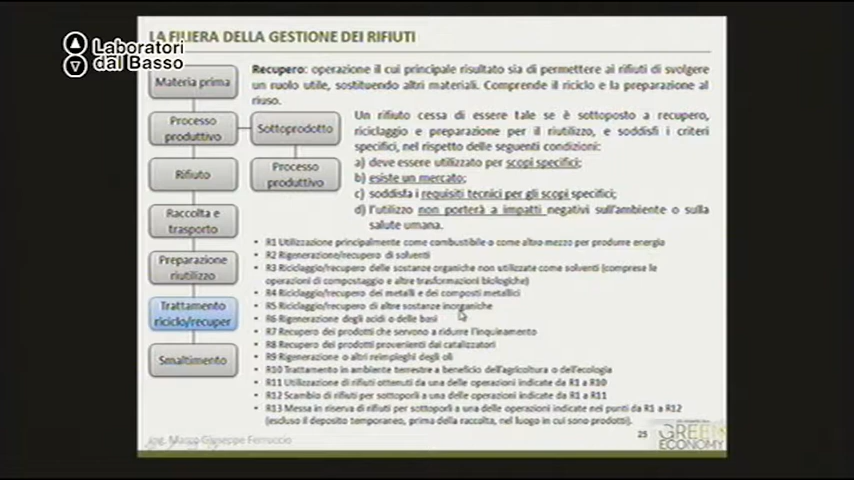 LA FILIERA DELLA GESTIONE DEI RIFIUTI
Laboratori
dal Basso
Materia prima
Processo
produttivo
Sottoprodotto
Rifiuto
Processo
produttivo
Raccolta e
trasporto
Preparazione
riutilizzo
Trattamento
riciclo/recuper
Smaltimento
Recupero: operazione il cui principale risultato sia di permettere ai rifiuti di svolgere
un ruolo utile, sostituendo altri materiali. Comprende il riciclo e la preparazione al
riuso.
Un rifiuto cessa di essere tale se è sottoposto a recupero,
riciclaggio e preparazione per il riutilizzo, e soddisfi i criteri
specifici, nel rispetto delle seguenti condizioni:
a) deve essere utilizzato per scopi specifici;
b) esiste un mercato;
c) soddisfa i requisiti tecnici per gli scopi specifici;
d) l'utilizzo non porterà a impatti negativi sull'ambiente o sulla
salute umana.
• R1 Utilizzazione principalmente come combustibile o come altro mezzo per produrre energia
• R2 Rigenerazione/recupero di solventi
• R3 Riciclaggio/recupero delle sostanze organiche non utilizzate come solventi (comprese le
operazioni di compostaggio e altre trasformazioni biologiche)
• R4 Riciclaggio/recupero dei metalli e dei composti metallici
• R5 Riciclaggio/recupero di altre sostanze inorganiche
• R6 Rigenerazione degli acidi o delle basi
• R7 Recupero dei prodotti che servono a ridurre l'inquinamento
• R8 Recupero dei prodotti provenienti dai catalizzatori
• R9 Rigenerazione o altri reimpieghi degli oli
• R10 Trattamento in ambiente terrestre a beneficio dell'agricoltura o dell'ecologia
• R11 Utilizzazione di rifiuti ottenuti da una delle operazioni indicate da R1 a R10
• R12 Scambio di rifiuti per sottoporli a una delle operazioni indicate da R1 a R11
• R13 Messa in riserva di rifiuti per sottoporli a una delle operazioni indicate nei punti da R1 a R12
(escluso il deposito temporaneo, prima della raccolta, nel luogo in cui sono prodotti).
ing. Marco Giuseppe Ferruccio
25
GREEN
ECONOMY